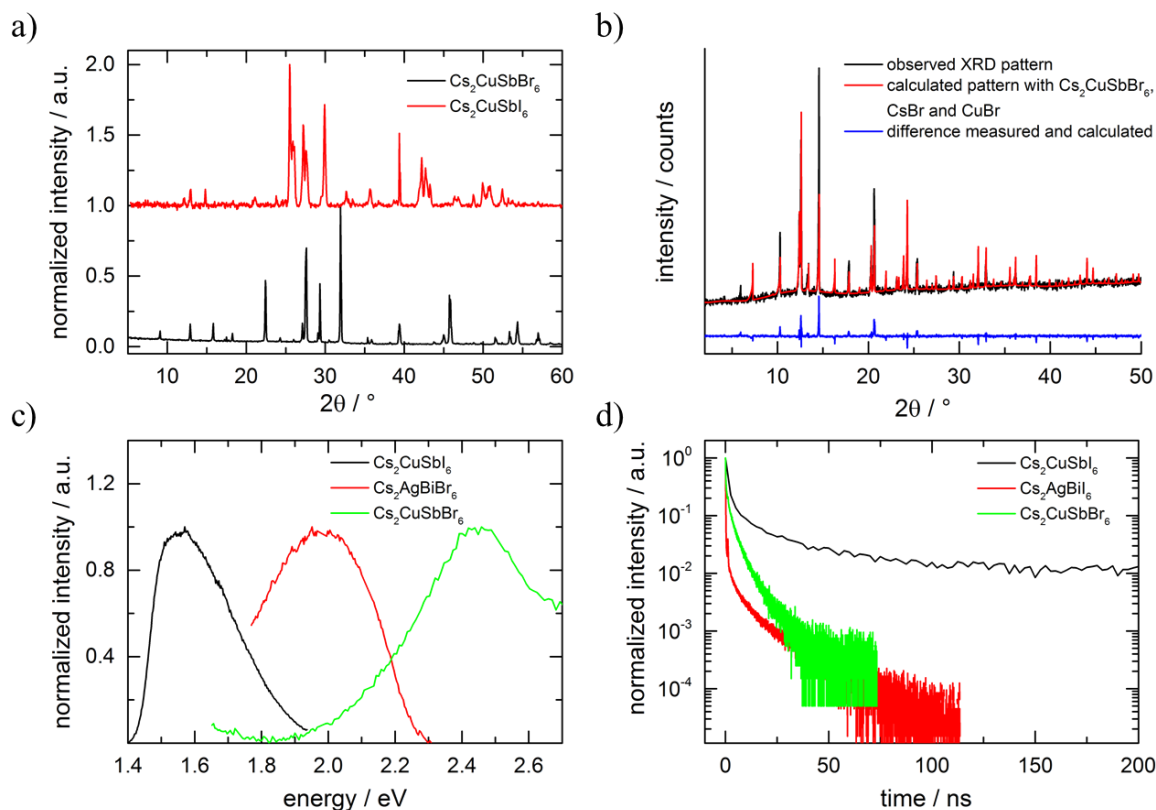 a)
normalized intensity / a.u.
2.0
1.5
1.0
0.5
0.0
Cs₂CuSbBr₆
Cs₂CuSbI₆
10 20 30 40 50 60
2θ / °
b)
intensity / counts
observed XRD pattern
calculated pattern with Cs₂CuSbBr₆,
CsBr and CuBr
difference measured and calculated
10 20 30 40 50
2θ / °
c)
normalized intensity / a.u.
1.2
0.8
0.4
Cs₂CuSbI₆
Cs₂AgBiBr₆
Cs₂CuSbBr₆
1.4 1.6 1.8 2.0 2.2 2.4 2.6
energy / eV
d)
normalized intensity / a.u.
10⁰
10⁻¹
10⁻²
10⁻³
10⁻⁴
Cs₂CuSbI₆
Cs₂AgBiI₆
Cs₂CuSbBr₆
0 50 100 150 200
time / ns